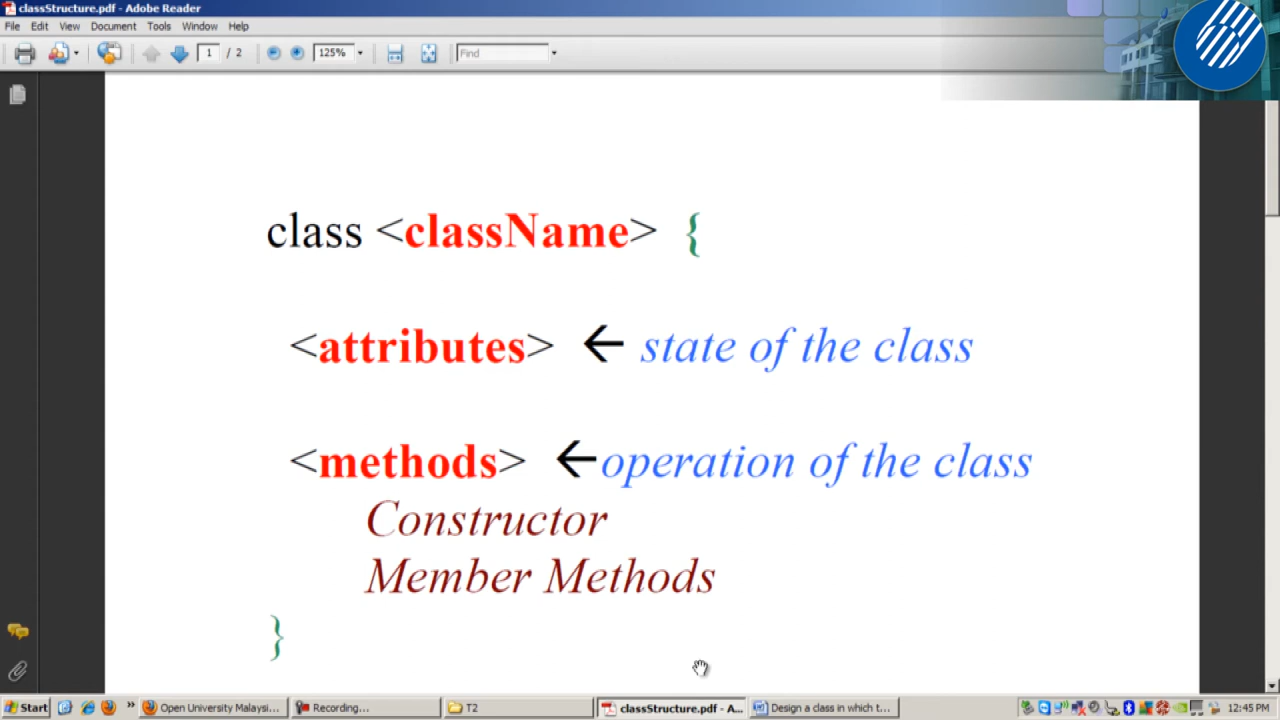 classStructure.pdf - Adobe Reader
File Edit View Document Tools Window Help
1 / 2 125% Find
class <className> {
<attributes> ← state of the class
<methods> ←operation of the class
Constructor
Member Methods
}
Start » Open University Malaysi... Recording... T2 classStructure.pdf - A... Design a class in which t... 12:45 PM